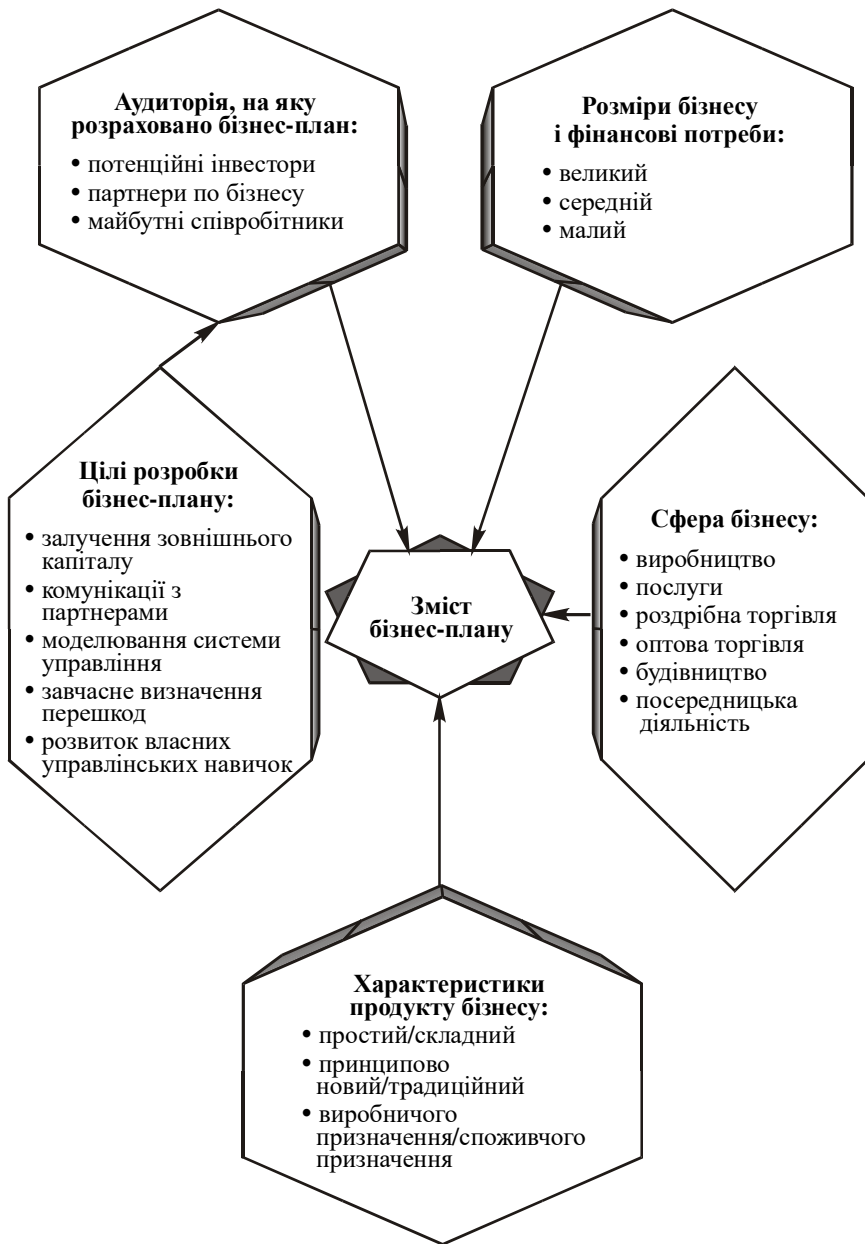 Аудиторія, на яку
розраховано бізнес-план:
• потенційні інвестори
• партнери по бізнесу
• майбутні співробітники
Розміри бізнесу
і фінансові потреби:
• великий
• середній
• малий
Цілі розробки
бізнес-плану:
• залучення зовнішнього
капіталу
• комунікації з
партнерами
• моделювання системи
управління
• завчасне визначення
перешкод
• розвиток власних
управлінських навичок
Зміст
бізнес-плану
Сфера бізнесу:
• виробництво
• послуги
• роздрібна торгівля
• оптова торгівля
• будівництво
• посередницька
діяльність
Характеристики
продукту бізнесу:
• простий/складний
• принципово
новий/традиційний
• виробничого
призначення/споживчого
призначення